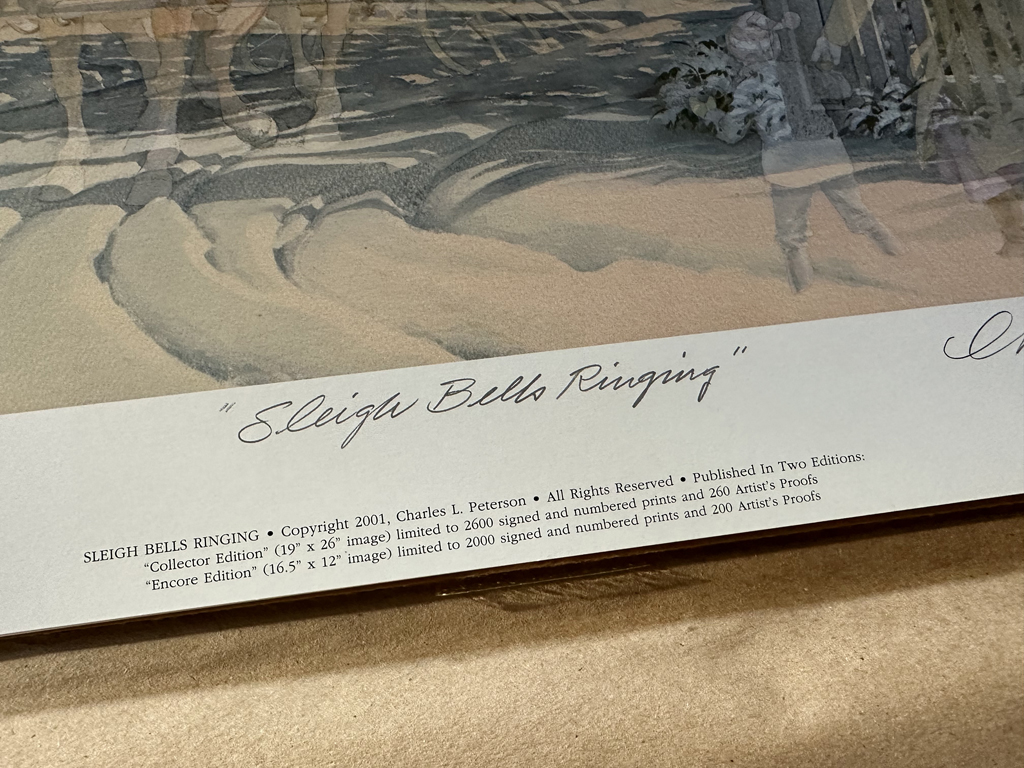 "Sleigh Bells Ringing"
SLEIGH BELLS RINGING • Copyright 2001, Charles L. Peterson • All Rights Reserved • Published In Two Editions:
"Collector Edition" (19" x 26" image) limited to 2600 signed and numbered prints and 260 Artist's Proofs
"Encore Edition" (16.5" x 12" image) limited to 2000 signed and numbered prints and 200 Artist's Proofs